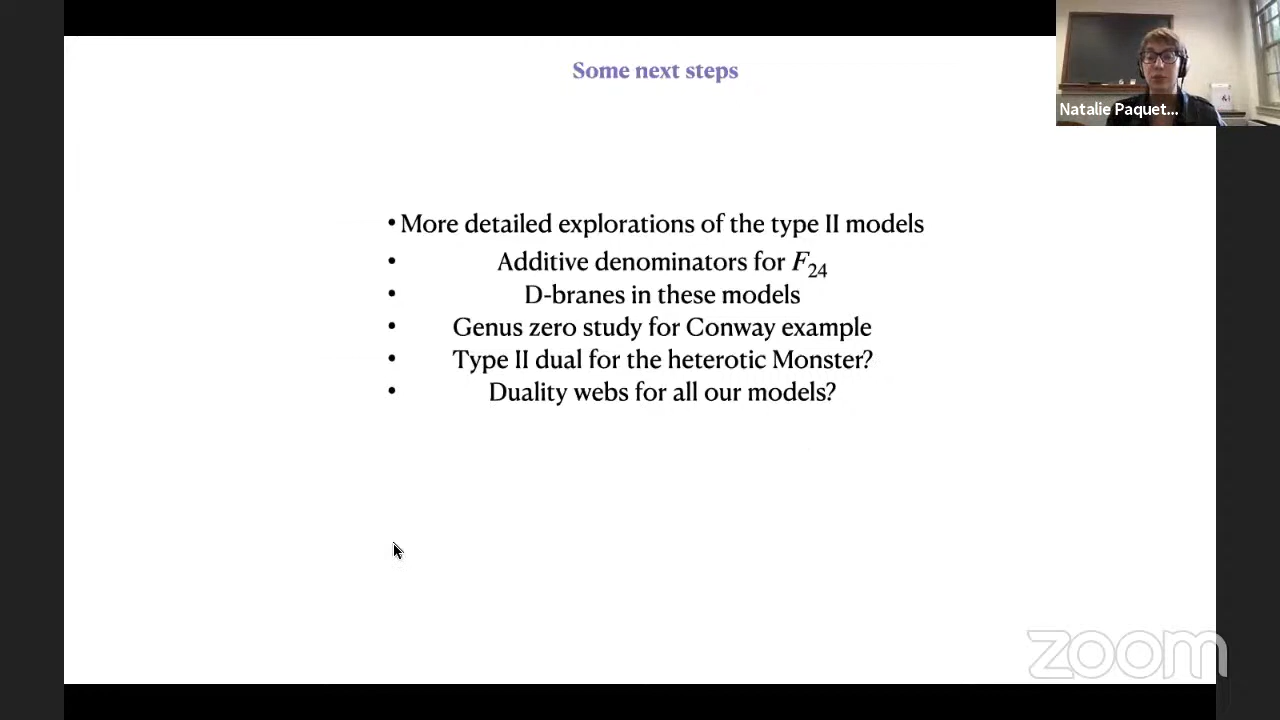 Some next steps
Natalie Paquet...
• More detailed explorations of the type II models
• Additive denominators for F₂₄
• D-branes in these models
• Genus zero study for Conway example
• Type II dual for the heterotic Monster?
• Duality webs for all our models?
zoom